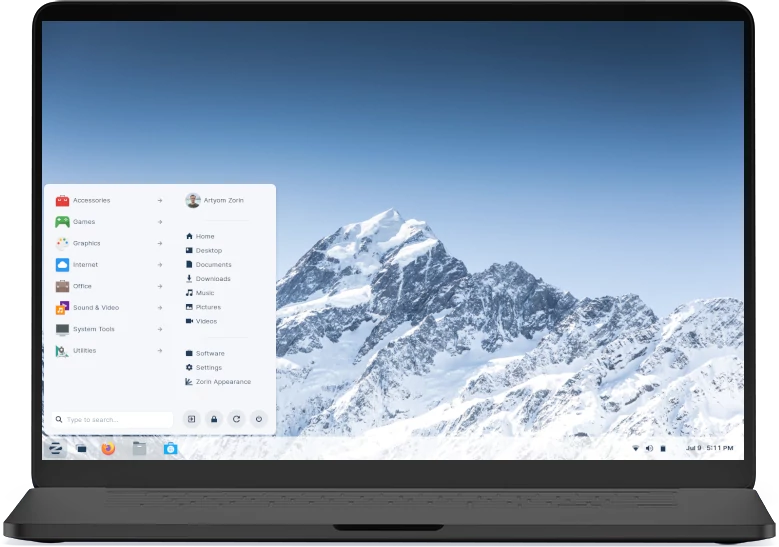 Accessories
Games
Graphics
Internet
Office
Sound & Video
System Tools
Utilities
Type to search...
Artyom Zorin
Home
Desktop
Documents
Downloads
Music
Pictures
Videos
Software
Settings
Zorin Appearance
Jul 9 5:11 PM